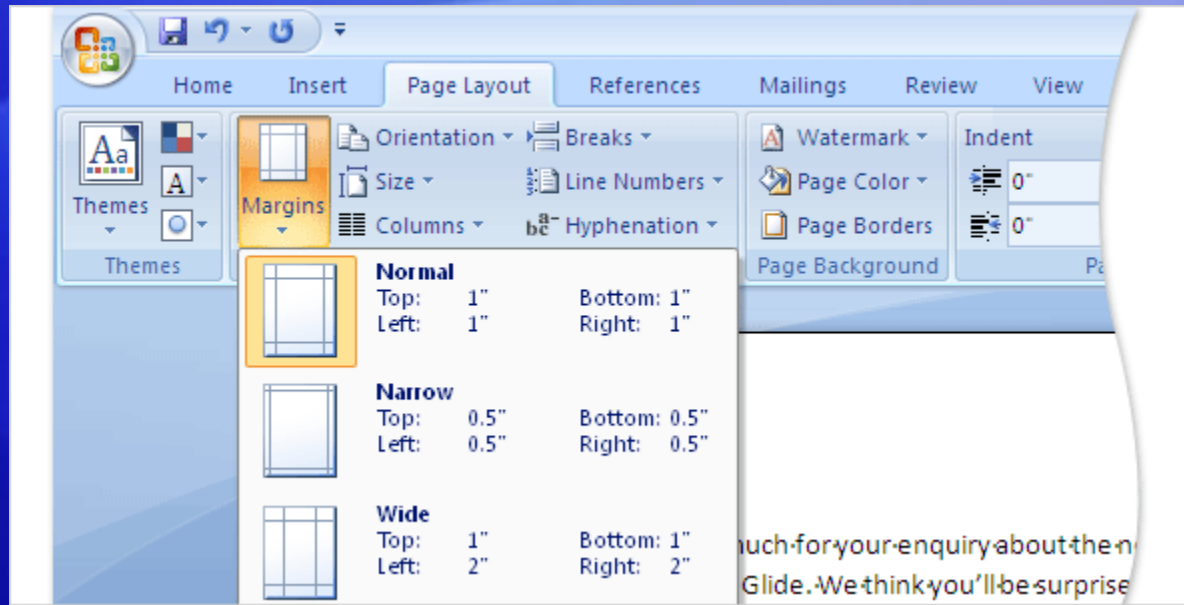 Home Insert Page Layout References Mailings Review View
Aa Orientation Breaks Watermark Indent
A Size Line Numbers Page Color 0"
Themes Margins Columns Hyphenation Page Borders 0"
Themes Page Background Pa
Normal
Top: 1" Bottom: 1"
Left: 1" Right: 1"
Narrow
Top: 0.5" Bottom: 0.5"
Left: 0.5" Right: 0.5"
Wide
Top: 1" Bottom: 1"
Left: 2" Right: 2"
much·for·your·enquiry·about·the·n
Glide.·We·think·you'll·be·surprise